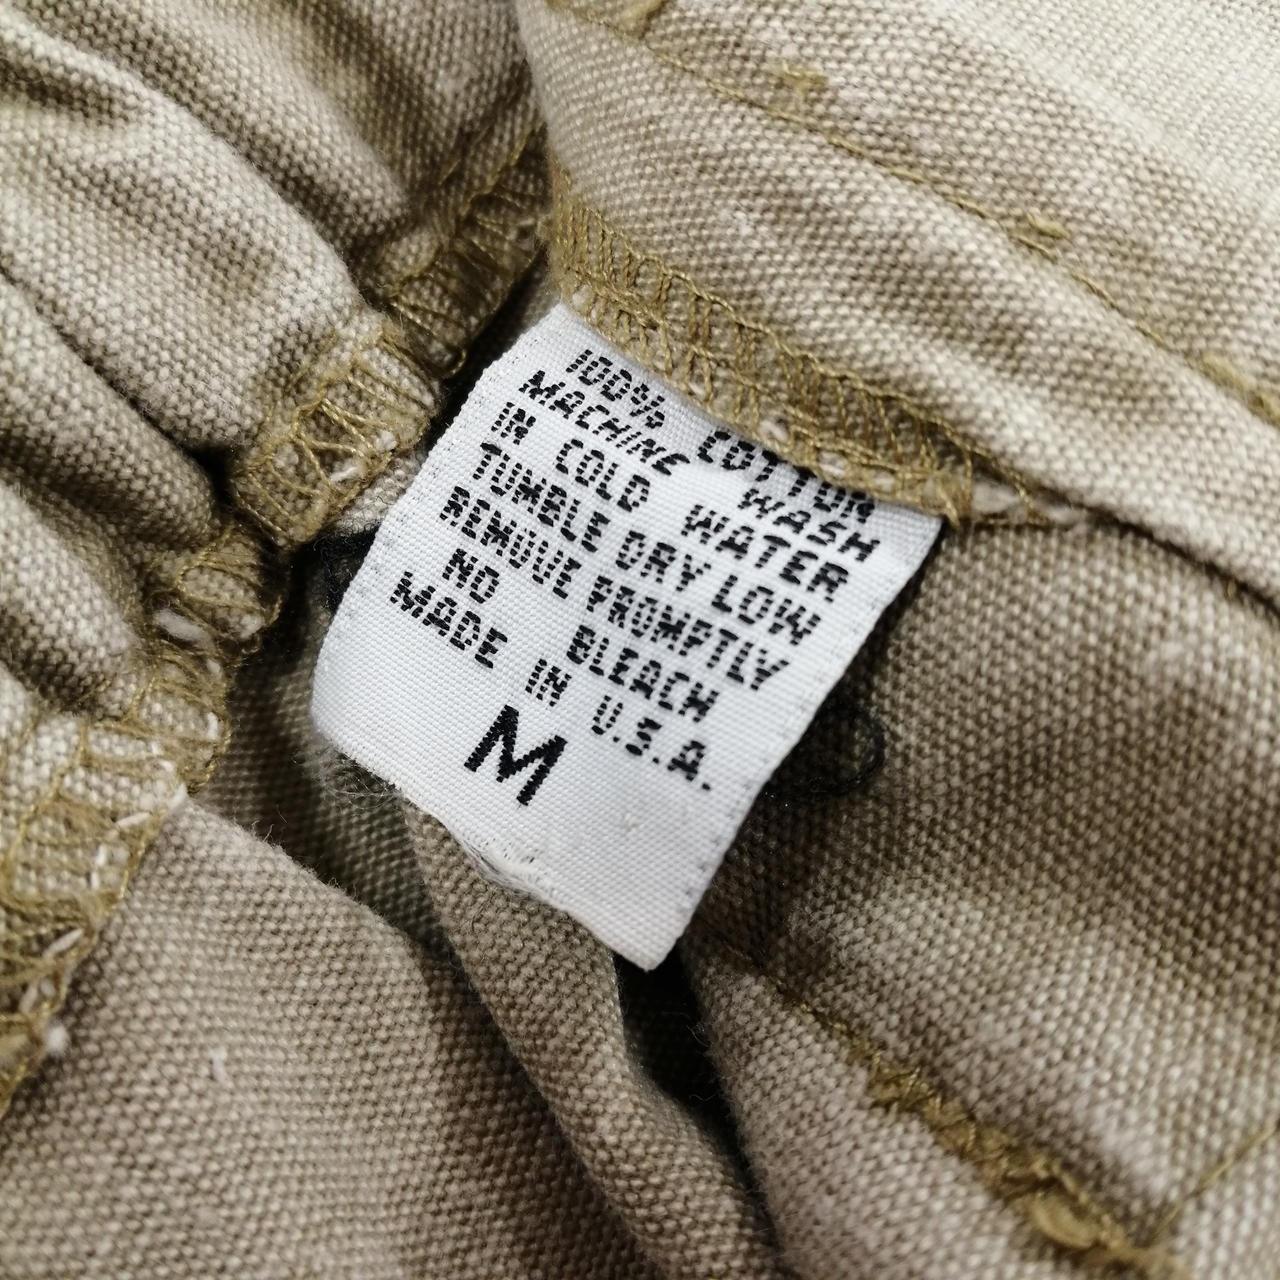 100% COTTON
MACHINE WASH
IN COLD WATER
TUMBLE DRY LOW
REMOVE PROMPTLY
NO BLEACH
MADE IN U.S.A.
M